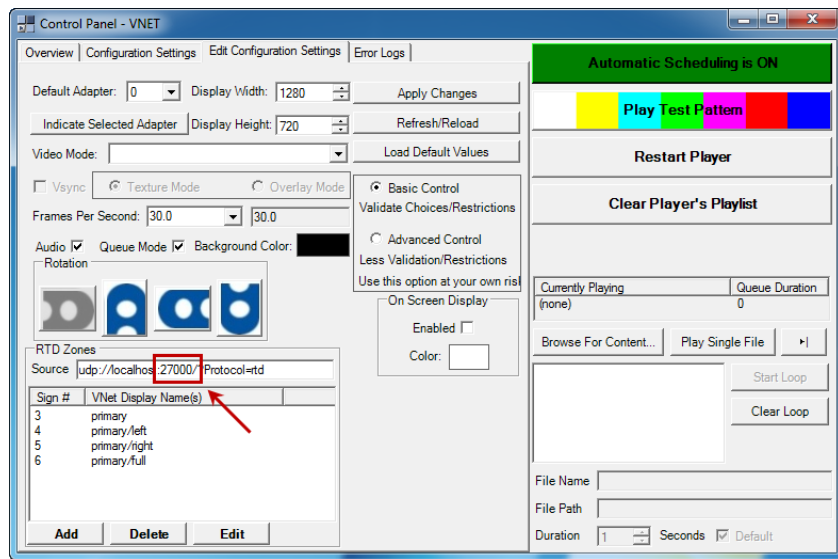 Control Panel - VNET
Overview Configuration Settings Edit Configuration Settings Error Logs
Default Adapter: 0 Display Width: 1280 Apply Changes
Indicate Selected Adapter Display Height: 720 Refresh/Reload
Video Mode: Load Default Values
Vsync Texture Mode Overlay Mode
Basic Control
Validate Choices/Restrictions
Frames Per Second: 30.0 30.0
Advanced Control
Less Validation/Restrictions
Use this option at your own risk
Audio Queue Mode Background Color:
Rotation
On Screen Display
Enabled
Color:
RTD Zones
Source udp://localhost:27000/?Protocol=rtd
Sign # VNet Display Name(s)
3 primary
4 primary/left
5 primary/right
6 primary/full
Add Delete Edit
Automatic Scheduling is ON
Play Test Pattern
Restart Player
Clear Player's Playlist
Currently Playing Queue Duration
(none) 0
Browse For Content... Play Single File
Start Loop
Clear Loop
File Name
File Path
Duration 1 Seconds Default